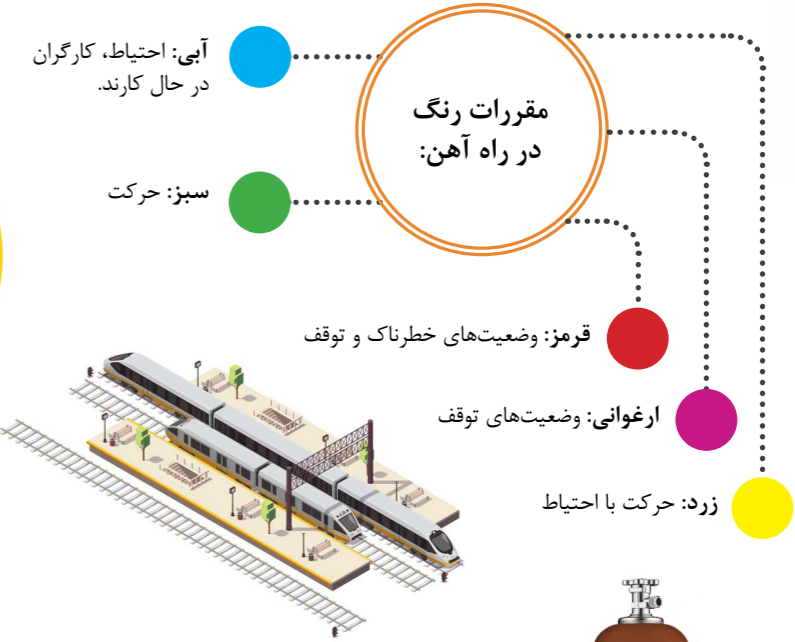 مقررات رنگ
در راه آهن:
آبی: احتیاط، کارگران
در حال کارند.
سبز: حرکت
قرمز: وضعیت‌های خطرناک و توقف
ارغوانی: وضعیت‌های توقف
زرد: حرکت با احتیاط